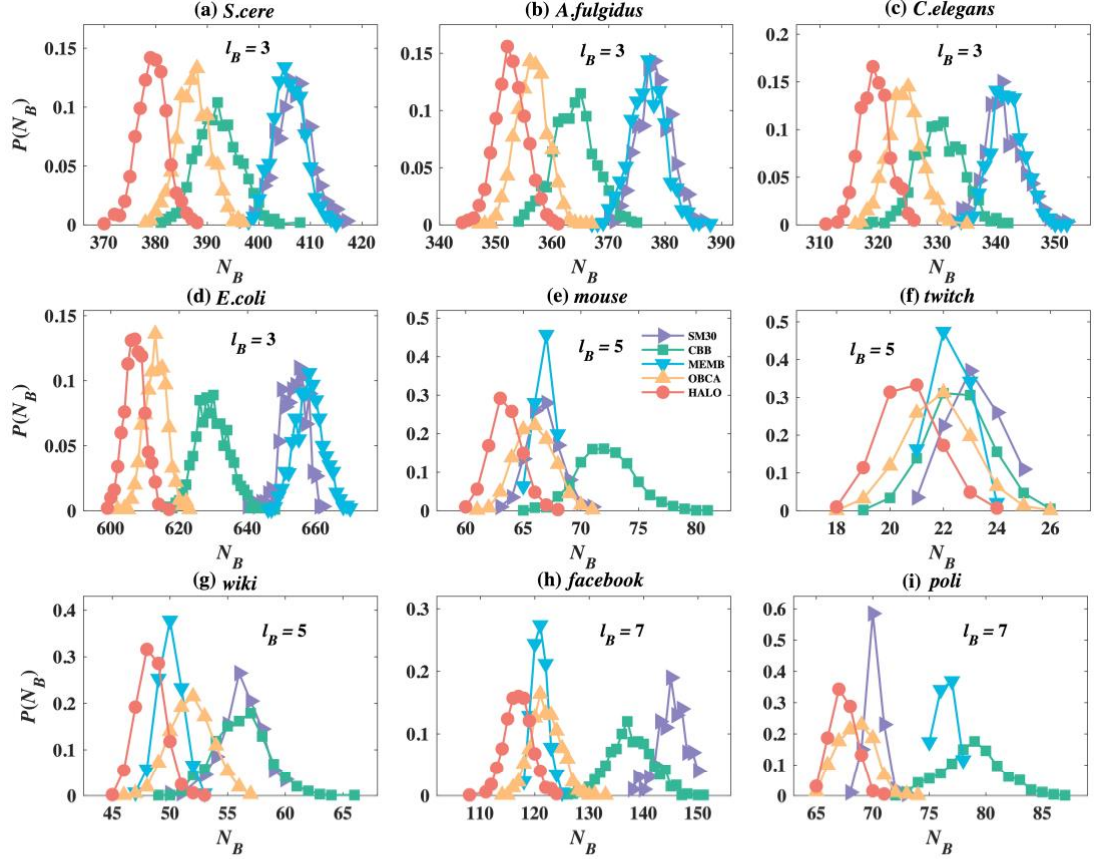 (a) S.cere
(b) A.fulgidus
(c) C.elegans
P(N_B)
0.15
0.1
0.05
0
l_B = 3
370 380 390 400 410 420
N_B
0.15
0.1
0.05
0
l_B = 3
340 350 360 370 380 390
N_B
0.2
0.15
0.1
0.05
0
l_B = 3
310 320 330 340 350
N_B
(d) E.coli
(e) mouse
(f) twitch
P(N_B)
0.15
0.1
0.05
0
l_B = 3
600 620 640 660
N_B
0.5
0.4
0.3
0.2
0.1
0
l_B = 5
SM30
CBB
MEMB
OBCA
HALO
60 65 70 75 80
N_B
0.5
0.4
0.3
0.2
0.1
0
l_B = 5
18 20 22 24 26
N_B
(g) wiki
(h) facebook
(i) poli
P(N_B)
0.4
0.3
0.2
0.1
0
l_B = 5
45 50 55 60 65
N_B
0.3
0.2
0.1
0
l_B = 7
110 120 130 140 150
N_B
0.6
0.5
0.4
0.3
0.2
0.1
0
l_B = 7
65 70 75 80 85
N_B